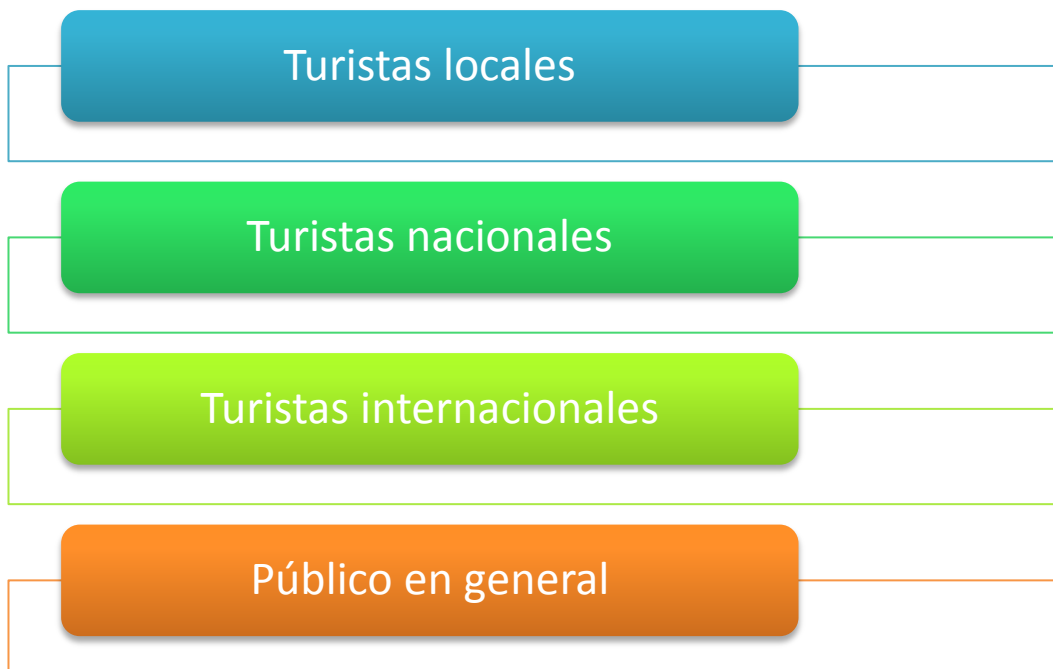 Turistas locales
Turistas nacionales
Turistas internacionales
Público en general